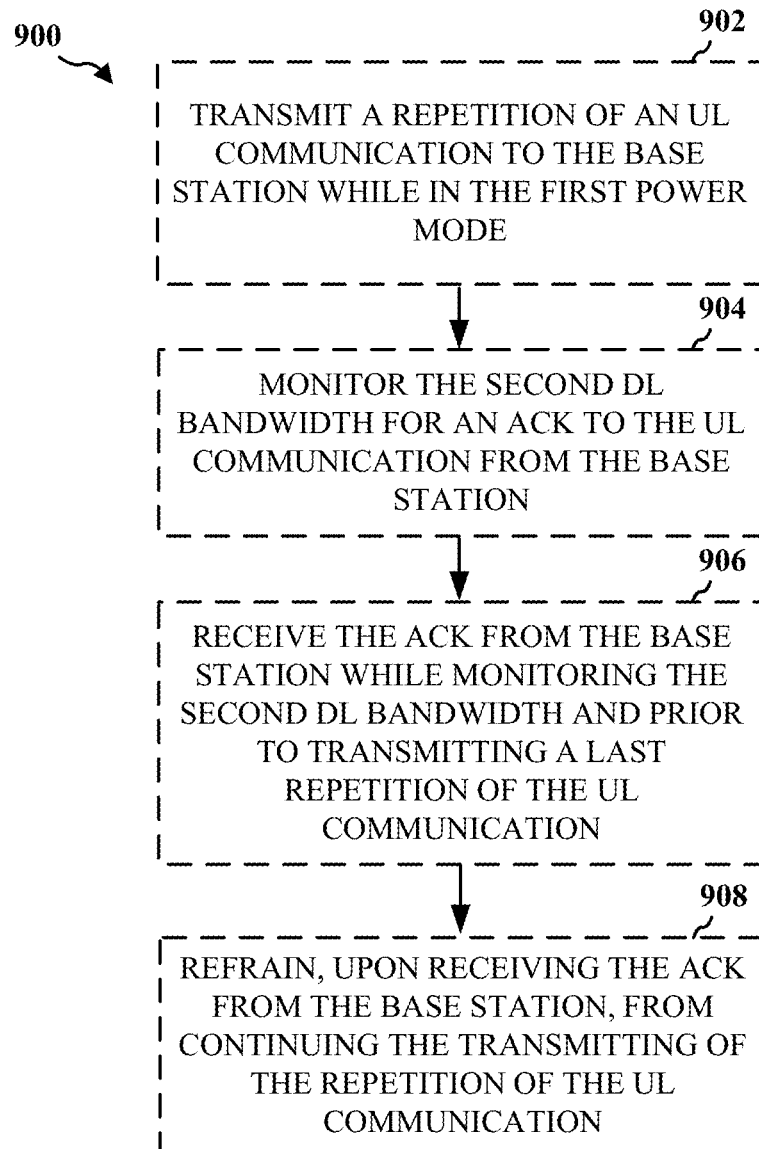 900
902
TRANSMIT A REPETITION OF AN UL
COMMUNICATION TO THE BASE
STATION WHILE IN THE FIRST POWER
MODE
904
MONITOR THE SECOND DL
BANDWIDTH FOR AN ACK TO THE UL
COMMUNICATION FROM THE BASE
STATION
906
RECEIVE THE ACK FROM THE BASE
STATION WHILE MONITORING THE
SECOND DL BANDWIDTH AND PRIOR
TO TRANSMITTING A LAST
REPETITION OF THE UL
COMMUNICATION
908
REFRAIN, UPON RECEIVING THE ACK
FROM THE BASE STATION, FROM
CONTINUING THE TRANSMITTING OF
THE REPETITION OF THE UL
COMMUNICATION